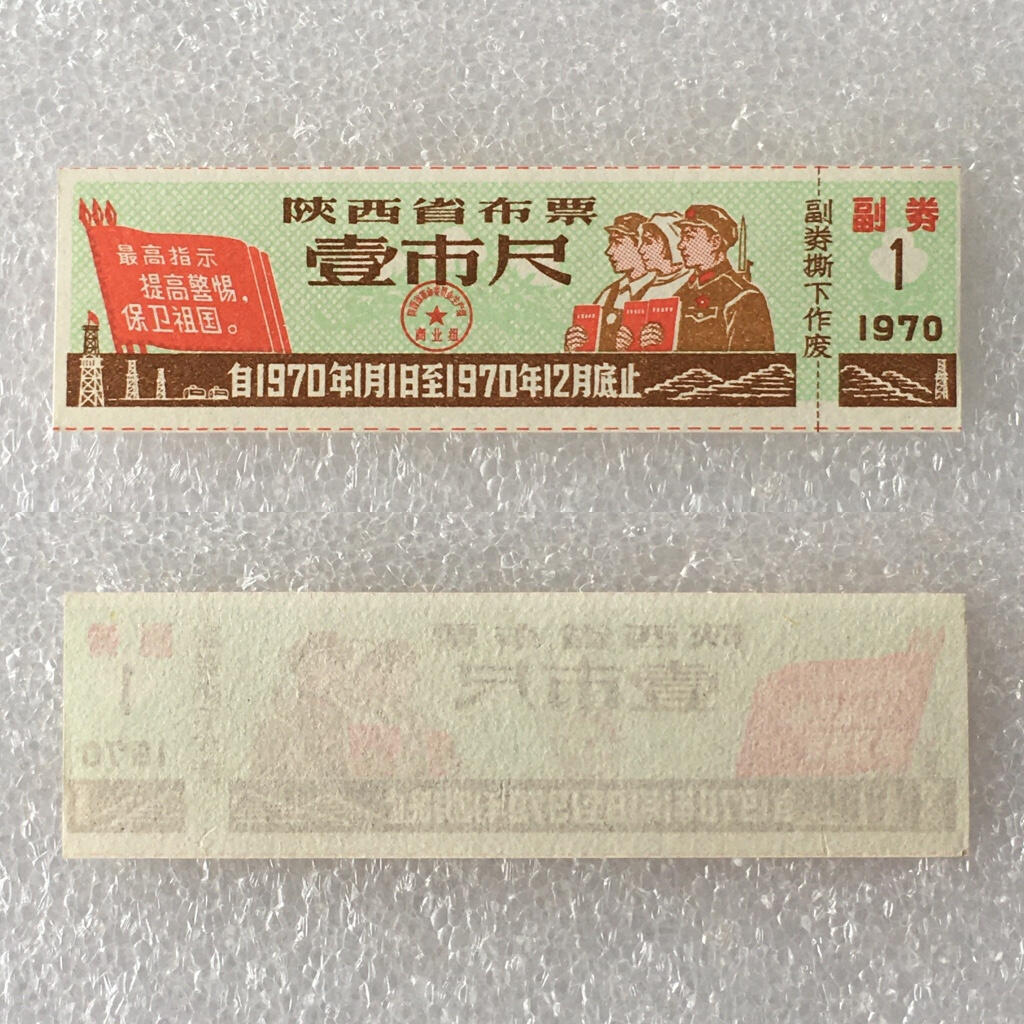 陕西省布票
壹市尺
最高指示
提高警惕，
保卫祖国。
商业组
自1970年1月1日至1970年12月底止
副券撕下作废
副券
1
1970